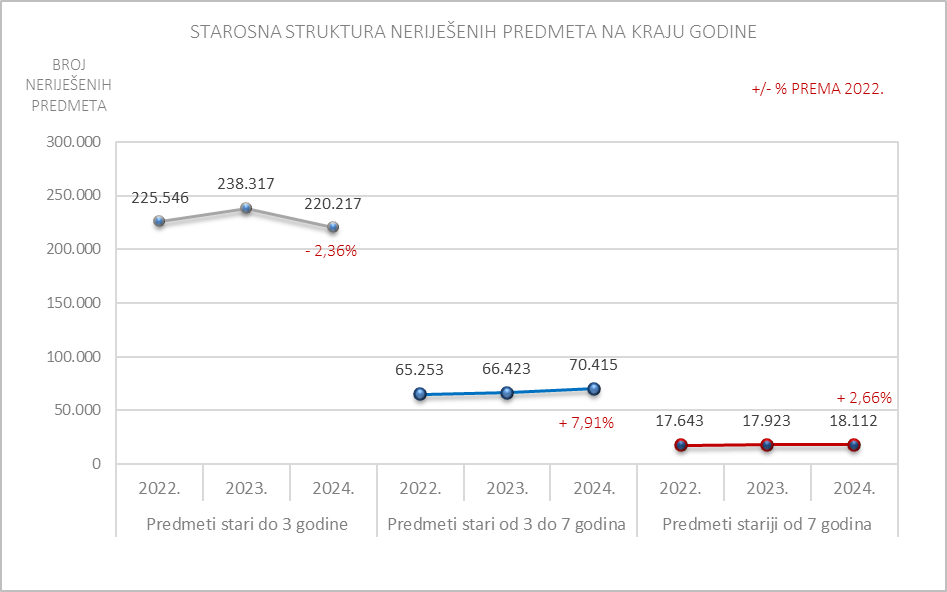 STAROSNA STRUKTURA NERIJEŠENIH PREDMETA NA KRAJU GODINE
BROJ
NERIJEŠENIH
PREDMETA
+/- % PREMA 2022.
300.000
250.000
200.000
150.000
100.000
50.000
0
225.546
238.317
220.217
- 2,36%
65.253
66.423
70.415
+ 7,91%
17.643
17.923
18.112
+ 2,66%
2022. 2023. 2024. 2022. 2023. 2024. 2022. 2023. 2024.
Predmeti stari do 3 godine Predmeti stari od 3 do 7 godina Predmeti stariji od 7 godina